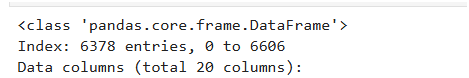 <class 'pandas.core.frame.DataFrame'>
Index: 6378 entries, 0 to 6606
Data columns (total 20 columns):